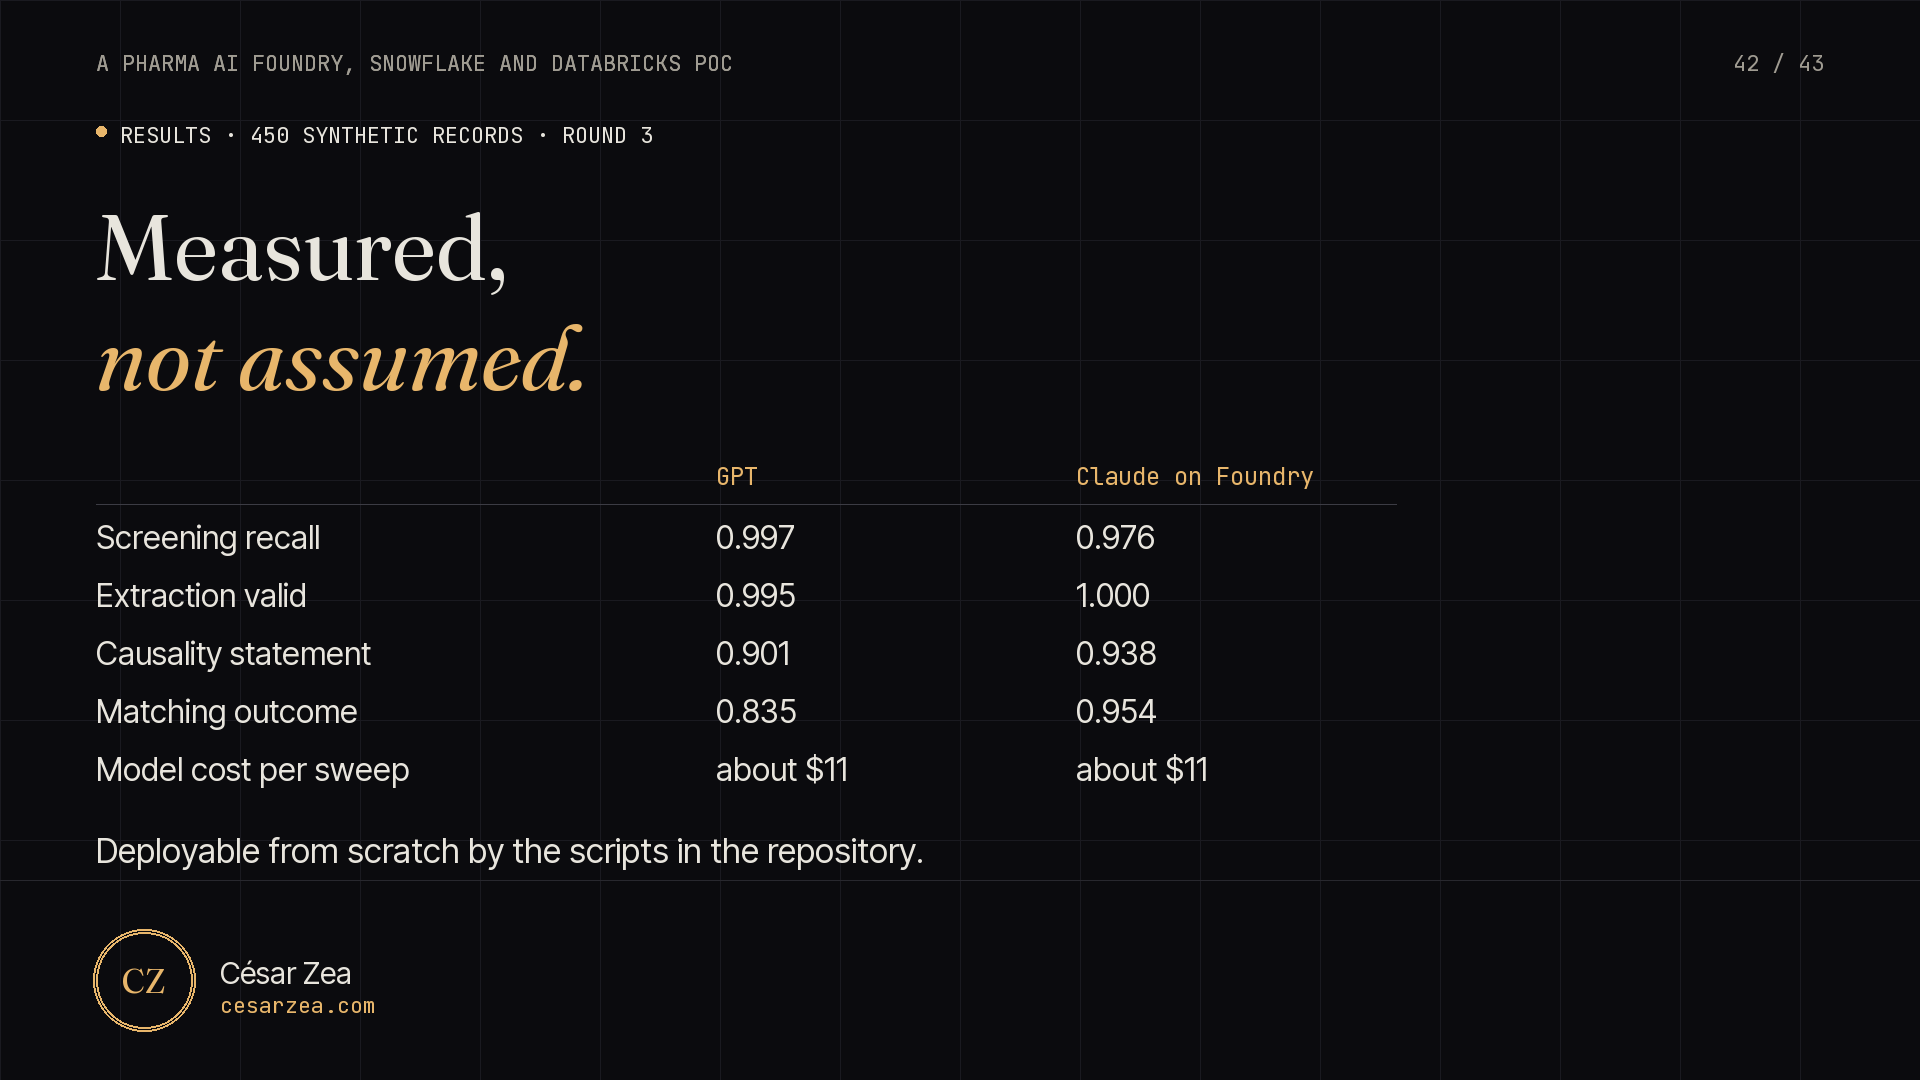 A PHARMA AI FOUNDRY, SNOWFLAKE AND DATABRICKS POC
42 / 43
RESULTS · 450 SYNTHETIC RECORDS · ROUND 3
Measured,
not assumed.
GPT Claude on Foundry
Screening recall 0.997 0.976
Extraction valid 0.995 1.000
Causality statement 0.901 0.938
Matching outcome 0.835 0.954
Model cost per sweep about $11 about $11
Deployable from scratch by the scripts in the repository.
CZ
César Zea
cesarzea.com